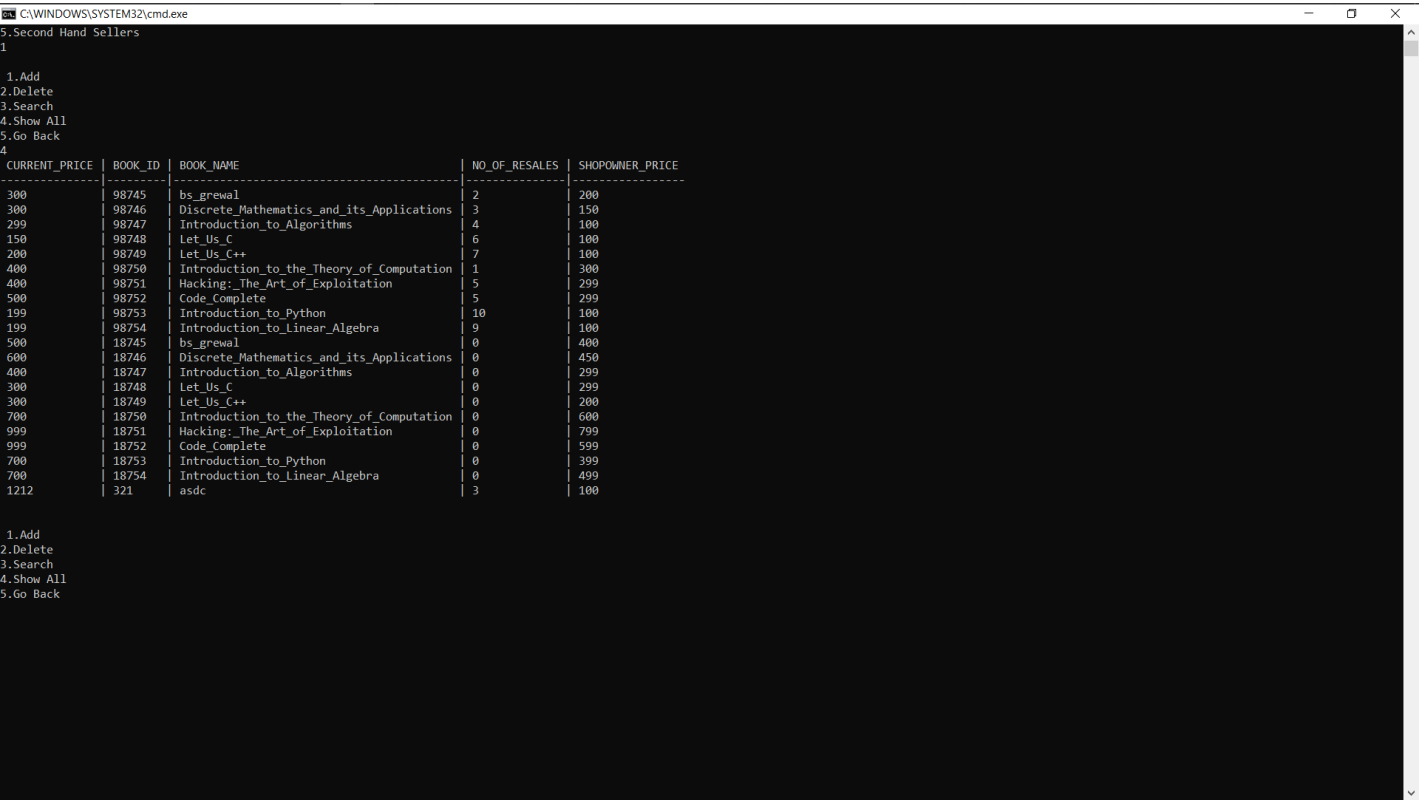 C:\WINDOWS\SYSTEM32\cmd.exe
5.Second Hand Sellers
1
1.Add
2.Delete
3.Search
4.Show All
5.Go Back
4
CURRENT_PRICE | BOOK_ID | BOOK_NAME | NO_OF_RESALES | SHOPOWNER_PRICE
--------------|---------|-------------------------------------------|---------------|-----------------
300 | 98745 | bs_grewal | 2 | 200
300 | 98746 | Discrete_Mathematics_and_its_Applications | 3 | 150
299 | 98747 | Introduction_to_Algorithms | 4 | 100
150 | 98748 | Let_Us_C | 6 | 100
200 | 98749 | Let_Us_C++ | 7 | 100
400 | 98750 | Introduction_to_the_Theory_of_Computation | 1 | 300
400 | 98751 | Hacking:_The_Art_of_Exploitation | 5 | 299
500 | 98752 | Code_Complete | 5 | 299
199 | 98753 | Introduction_to_Python | 10 | 100
199 | 98754 | Introduction_to_Linear_Algebra | 9 | 100
500 | 18745 | bs_grewal | 0 | 400
600 | 18746 | Discrete_Mathematics_and_its_Applications | 0 | 450
400 | 18747 | Introduction_to_Algorithms | 0 | 299
300 | 18748 | Let_Us_C | 0 | 299
300 | 18749 | Let_Us_C++ | 0 | 200
700 | 18750 | Introduction_to_the_Theory_of_Computation | 0 | 600
999 | 18751 | Hacking:_The_Art_of_Exploitation | 0 | 799
999 | 18752 | Code_Complete | 0 | 599
700 | 18753 | Introduction_to_Python | 0 | 399
700 | 18754 | Introduction_to_Linear_Algebra | 0 | 499
1212 | 321 | asdc | 3 | 100
1.Add
2.Delete
3.Search
4.Show All
5.Go Back